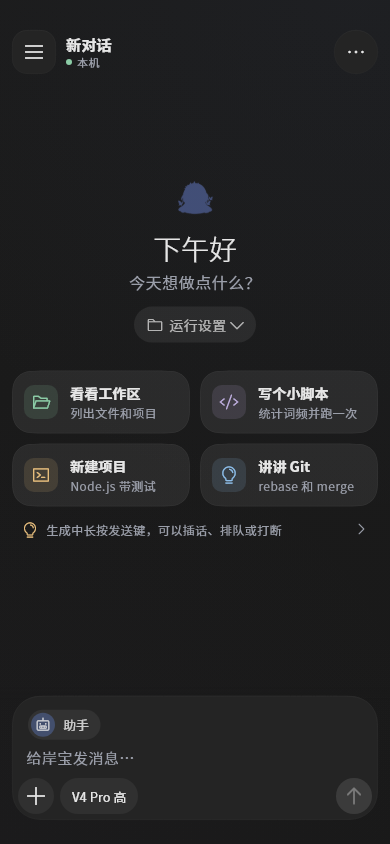 新对话
本机
下午好
今天想做点什么？
运行设置
看看工作区
列出文件和项目
写个小脚本
统计词频并跑一次
新建项目
Node.js 带测试
讲讲 Git
rebase 和 merge
生成中长按发送键，可以插话、排队或打断
助手
给岸宝发消息…
V4 Pro 高